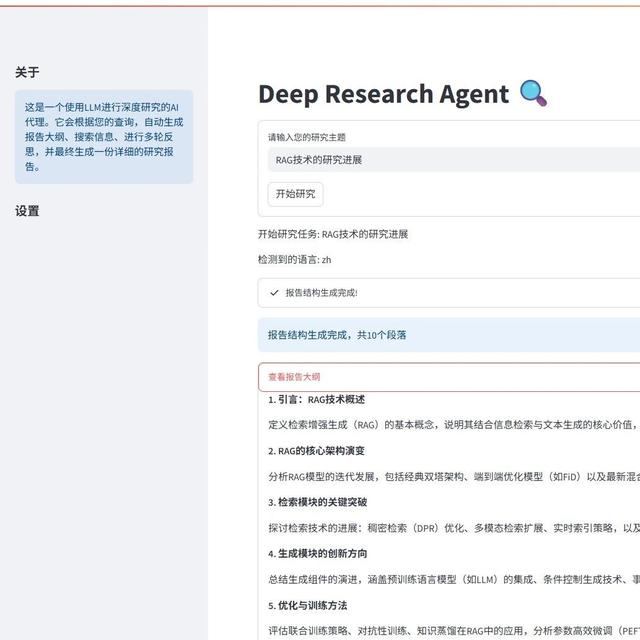 关于
这是一个使用LLM进行深度研究的AI
代理。它会根据您的查询，自动生成
报告大纲、搜索信息、进行多轮反
思，并最终生成一份详细的研究报
告。
设置
Deep Research Agent
请输入您的研究主题
RAG技术的研究进展
开始研究
开始研究任务: RAG技术的研究进展
检测到的语言: zh
报告结构生成完成!
报告结构生成完成，共10个段落
查看报告大纲
1. 引言：RAG技术概述
定义检索增强生成（RAG）的基本概念，说明其结合信息检索与文本生成的核心价值，
2. RAG的核心架构演变
分析RAG模型的迭代发展，包括经典双塔架构、端到端优化模型（如FiD）以及最新混
3. 检索模块的关键突破
探讨检索技术的进展：稠密检索（DPR）优化、多模态检索扩展、实时索引策略，以及
4. 生成模块的创新方向
总结生成组件的演进，涵盖预训练语言模型（如LLM）的集成、条件控制生成技术、事
5. 优化与训练方法
评估联合训练策略、对抗性训练、知识蒸馏在RAG中的应用，分析参数高效微调（PEFT